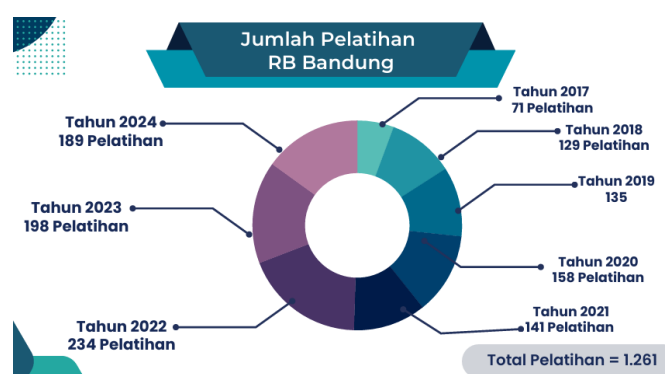 Jumlah Pelatihan
RB Bandung
Tahun 2017
71 Pelatihan
Tahun 2018
129 Pelatihan
Tahun 2019
135
Tahun 2020
158 Pelatihan
Tahun 2021
141 Pelatihan
Tahun 2022
234 Pelatihan
Tahun 2023
198 Pelatihan
Tahun 2024
189 Pelatihan
Total Pelatihan = 1.261